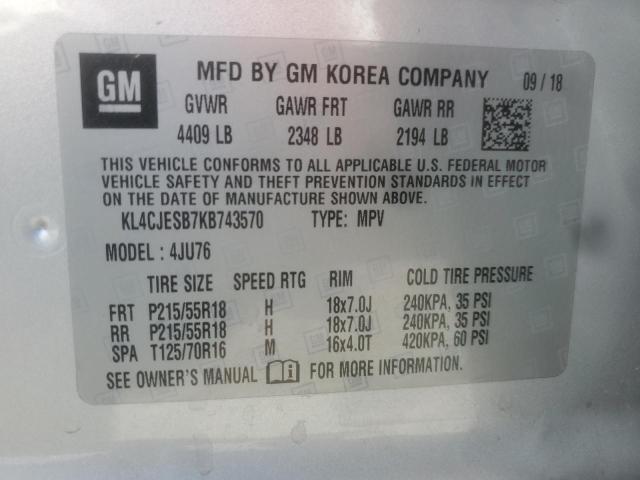 GM MFD BY GM KOREA COMPANY 09/18
GVWR GAWR FRT GAWR RR
4409 LB 2348 LB 2194 LB
THIS VEHICLE CONFORMS TO ALL APPLICABLE U.S. FEDERAL MOTOR
VEHICLE SAFETY AND THEFT PREVENTION STANDARDS IN EFFECT
ON THE DATE OF MANUFACTURE SHOWN ABOVE.
KL4CJESB7KB743570 TYPE: MPV
MODEL: 4JU76
TIRE SIZE SPEED RTG RIM COLD TIRE PRESSURE
FRT P215/55R18 H 18x7.0J 240KPA, 35 PSI
RR P215/55R18 H 18x7.0J 240KPA, 35 PSI
SPA T125/70R16 M 16x4.0T 420KPA, 60 PSI
SEE OWNER'S MANUAL i FOR MORE INFORMATION.